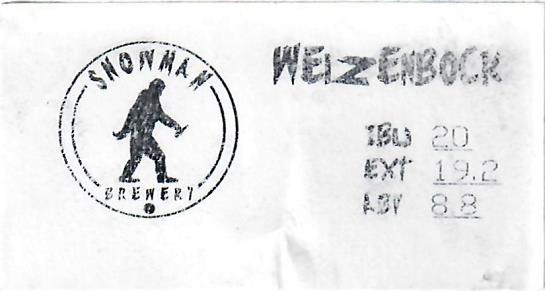 SNOWMAN
BREWERY
WEIZENBOCK
IBU 20
EXT 19.2
ABV 8.8